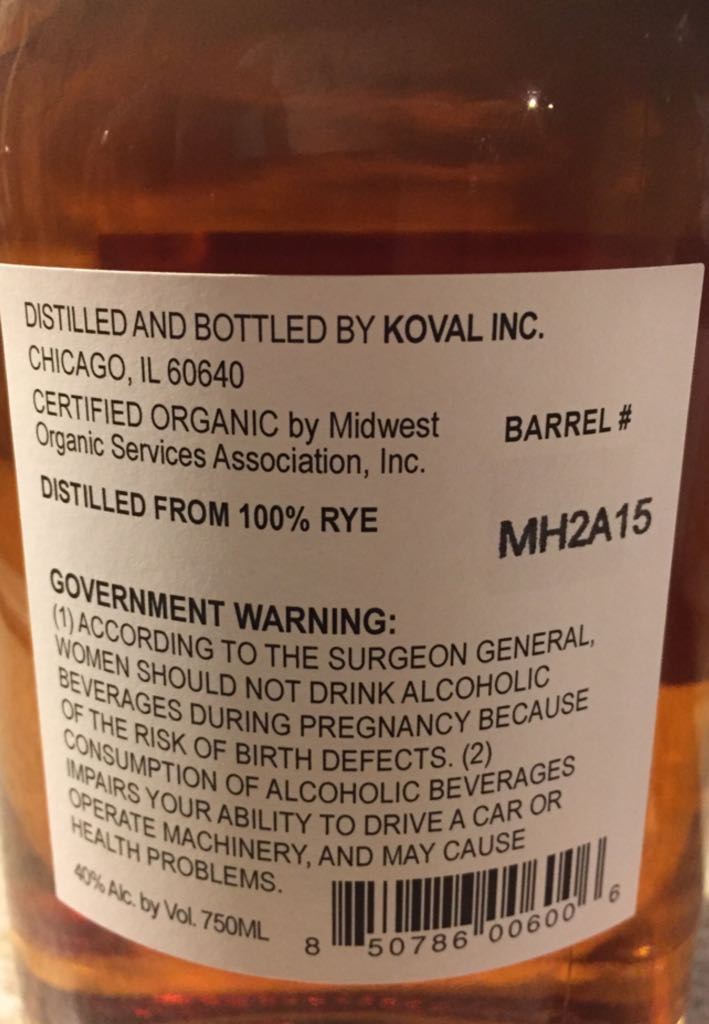 DISTILLED AND BOTTLED BY KOVAL INC.
CHICAGO, IL 60640
CERTIFIED ORGANIC by Midwest
Organic Services Association, Inc.
BARREL #
DISTILLED FROM 100% RYE
MH2A15
GOVERNMENT WARNING:
(1) ACCORDING TO THE SURGEON GENERAL,
WOMEN SHOULD NOT DRINK ALCOHOLIC
BEVERAGES DURING PREGNANCY BECAUSE
OF THE RISK OF BIRTH DEFECTS. (2)
CONSUMPTION OF ALCOHOLIC BEVERAGES
IMPAIRS YOUR ABILITY TO DRIVE A CAR OR
OPERATE MACHINERY, AND MAY CAUSE
HEALTH PROBLEMS.
40% Alc. by Vol. 750ML
8 50786 00600 6